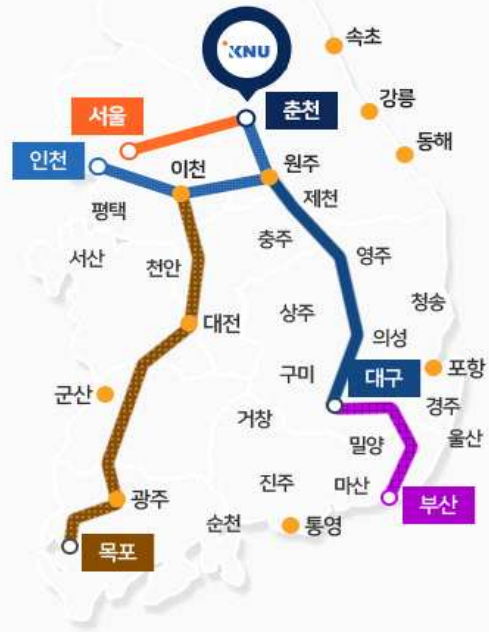 속초
KNU
강릉
서울
춘천
동해
인천
이천
원주
제천
평택
충주
영주
서산
천안
청송
상주
대전
의성
구미
대구
포항
군산
경주
거창
울산
밀양
진주
마산
광주
부산
순천
통영
목포